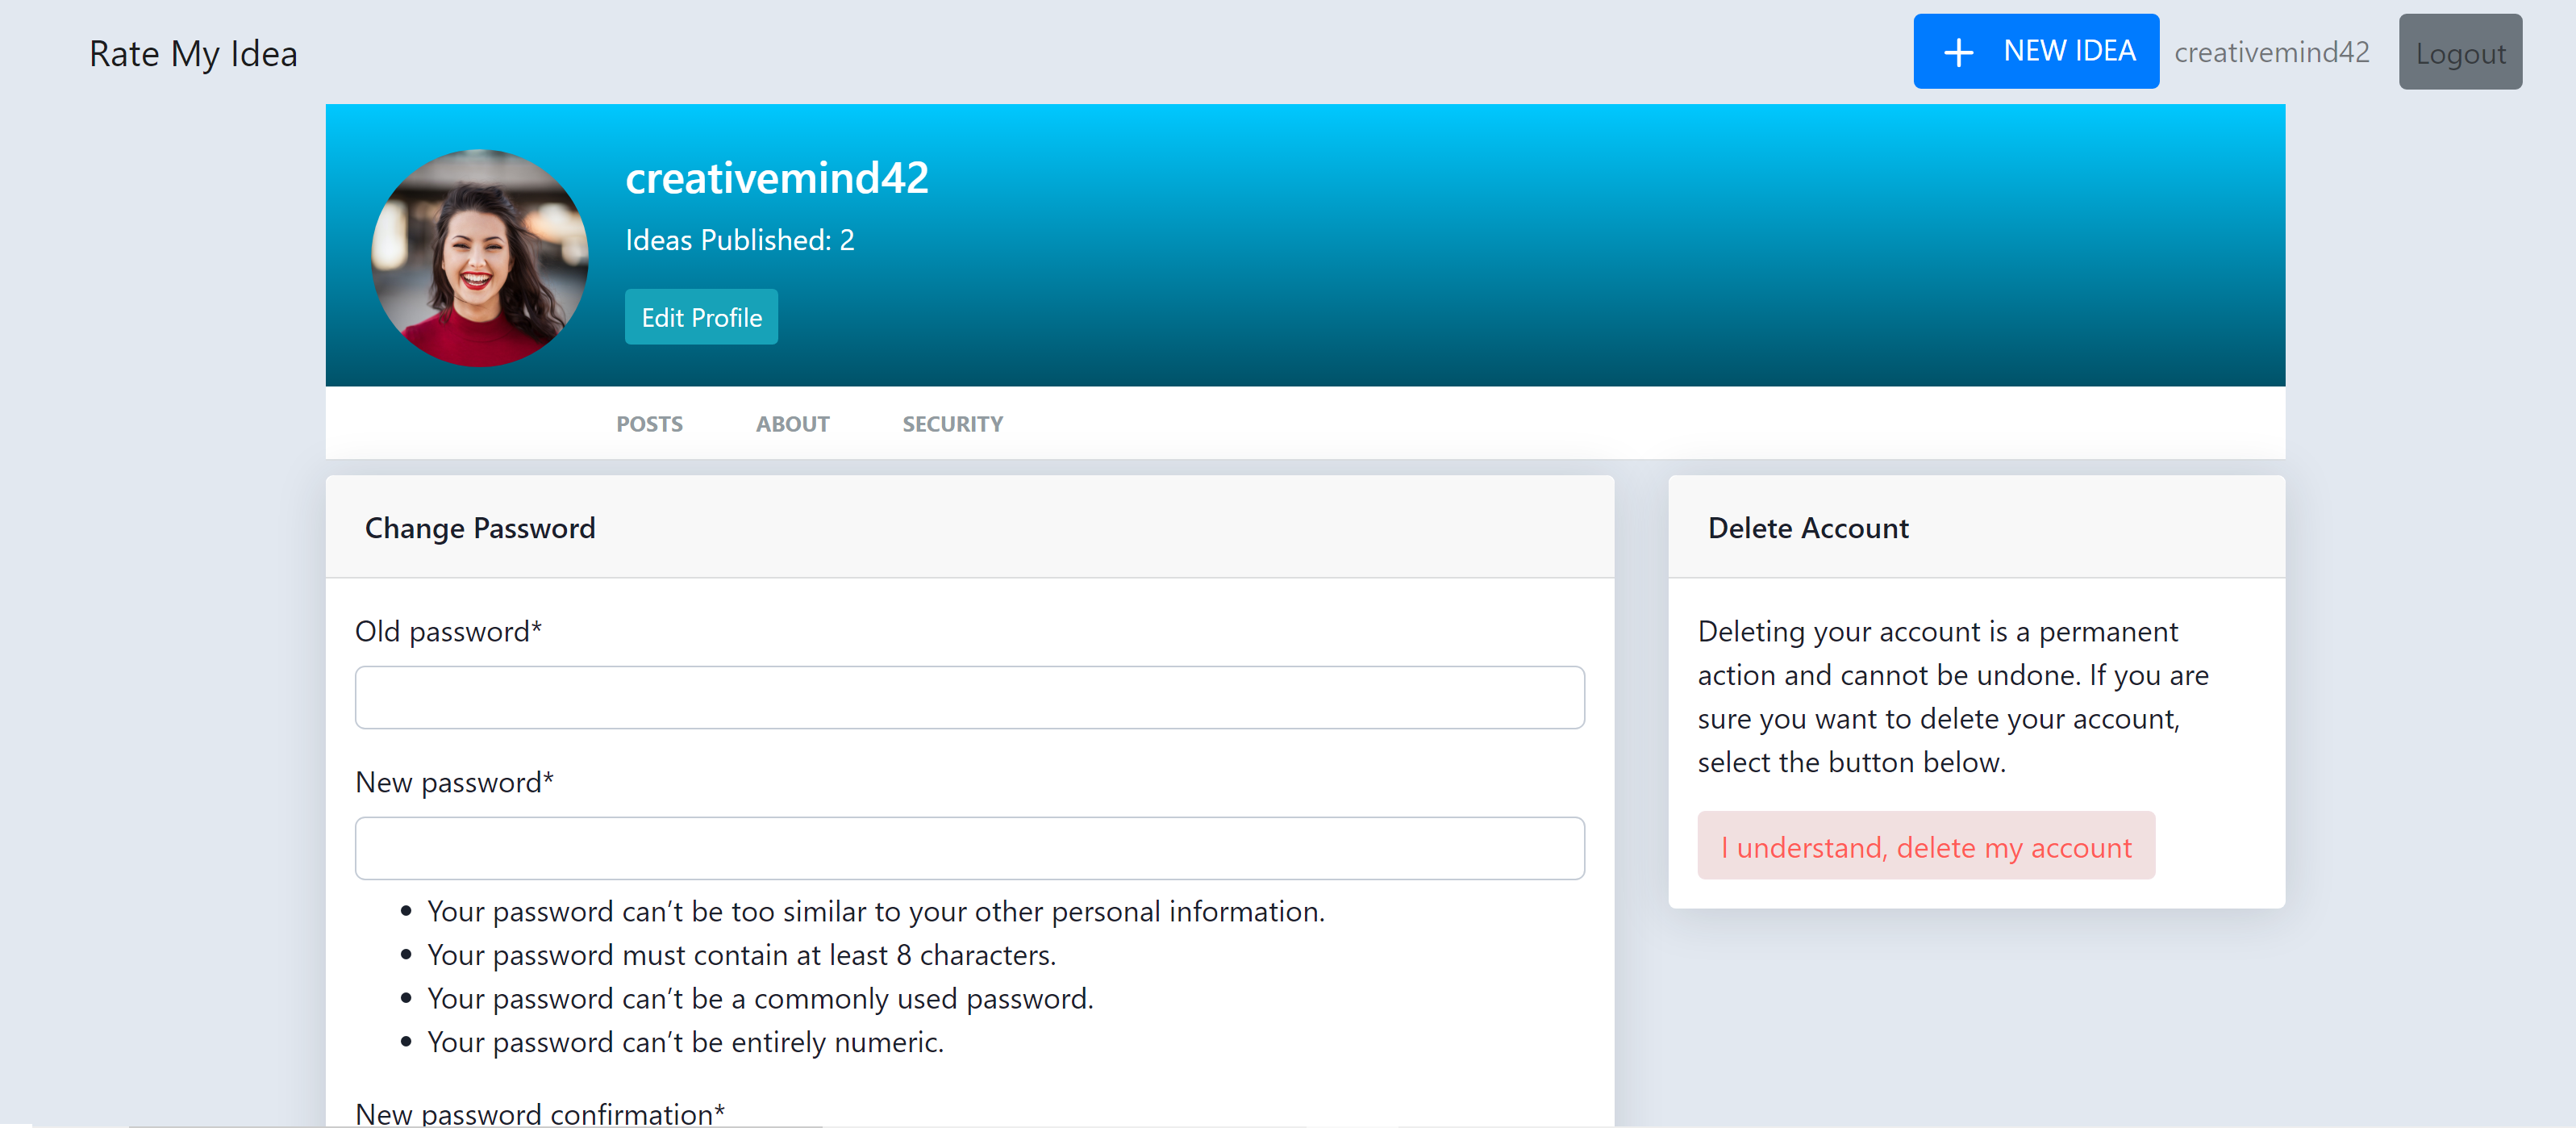 Rate My Idea
NEW IDEA
creativemind42
Logout
creativemind42
Ideas Published: 2
Edit Profile
POSTS
ABOUT
SECURITY
Change Password
Old password*
New password*
Your password can’t be too similar to your other personal information.
Your password must contain at least 8 characters.
Your password can’t be a commonly used password.
Your password can’t be entirely numeric.
New password confirmation*
Delete Account
Deleting your account is a permanent
action and cannot be undone. If you are
sure you want to delete your account,
select the button below.
I understand, delete my account